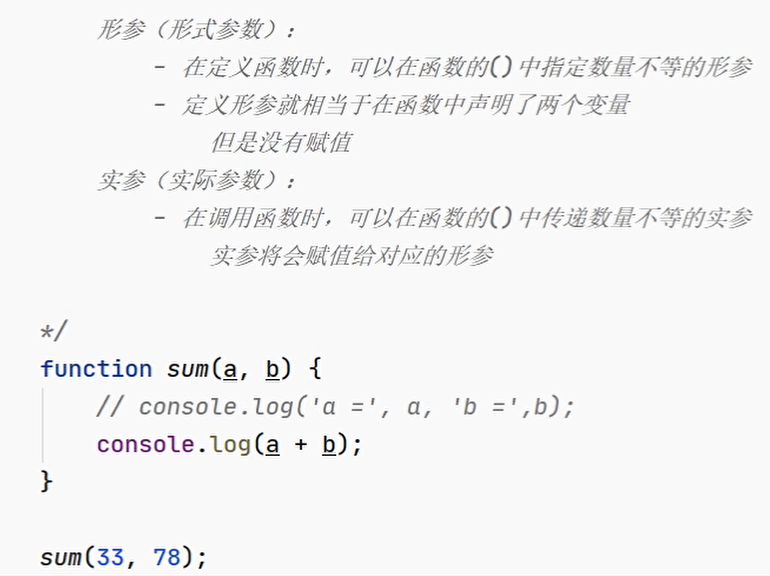 形参（形式参数）：
- 在定义函数时，可以在函数的()中指定数量不等的形参
- 定义形参就相当于在函数中声明了两个变量
但是没有赋值
实参（实际参数）：
- 在调用函数时，可以在函数的()中传递数量不等的实参
实参将会赋值给对应的形参
*/
function sum(a, b) {
// console.log('a =', a, 'b =',b);
console.log(a + b);
}
sum(33, 78);